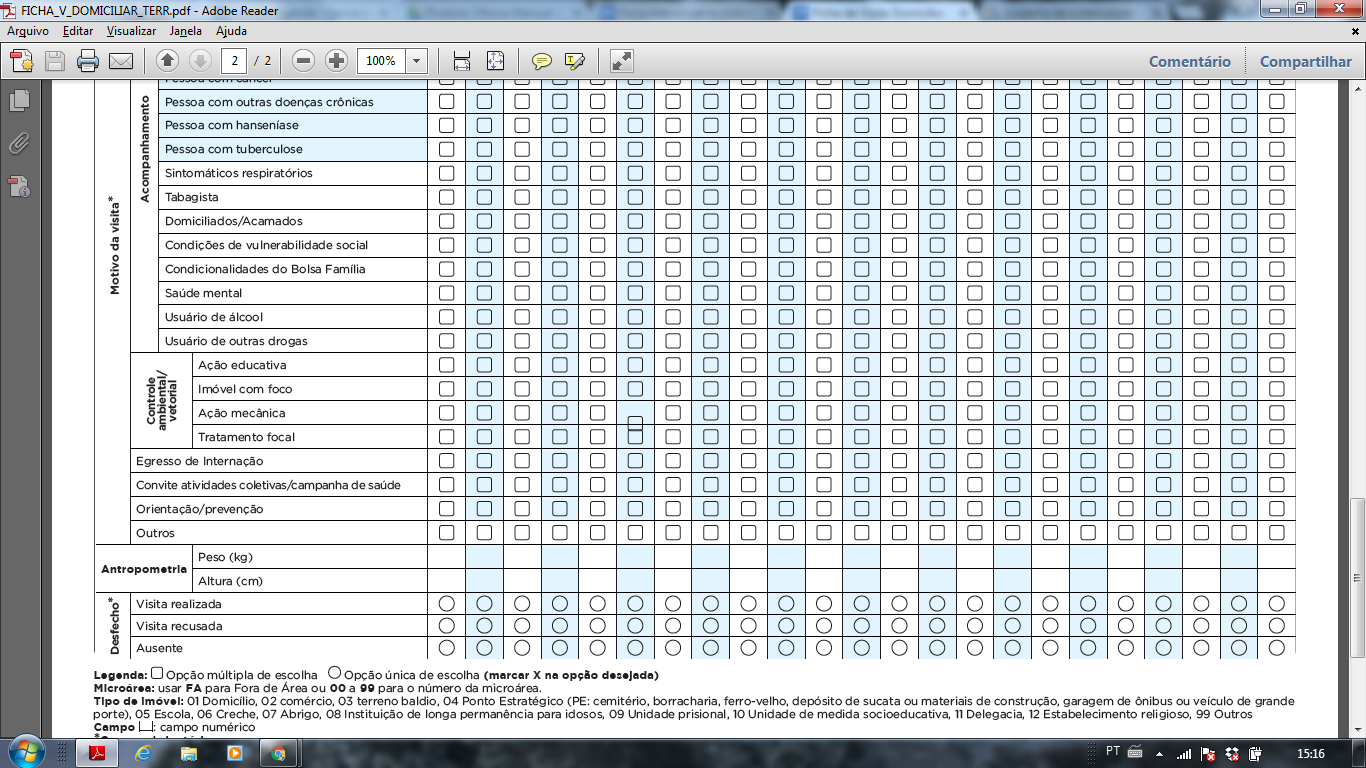 FICHA_V_DOMICILIAR_TERR.pdf - Adobe Reader
Arquivo Editar Visualizar Janela Ajuda
2 / 2 100% Comentário Compartilhar
Motivo da visita*
Acompanhamento
Pessoa com câncer
Pessoa com outras doenças crônicas
Pessoa com hanseníase
Pessoa com tuberculose
Sintomáticos respiratórios
Tabagista
Domiciliados/Acamados
Condições de vulnerabilidade social
Condicionalidades do Bolsa Família
Saúde mental
Usuário de álcool
Usuário de outras drogas
Controle
ambiental/
vetorial
Ação educativa
Imóvel com foco
Ação mecânica
Tratamento focal
Egresso de Internação
Convite atividades coletivas/campanha de saúde
Orientação/prevenção
Outros
Antropometria
Peso (kg)
Altura (cm)
Desfecho*
Visita realizada
Visita recusada
Ausente
Legenda: Opção múltipla de escolha Opção única de escolha (marcar X na opção desejada)
Microárea: usar FA para Fora de Área ou 00 a 99 para o número da microárea.
Tipo de Imóvel: 01 Domicílio, 02 comércio, 03 terreno baldio, 04 Ponto Estratégico (PE: cemitério, borracharia, ferro-velho, depósito de sucata ou materiais de construção, garagem de ônibus ou veículo de grande
porte), 05 Escola, 06 Creche, 07 Abrigo, 08 Instituição de longa permanência para idosos, 09 Unidade prisional, 10 Unidade de medida socioeducativa, 11 Delegacia, 12 Estabelecimento religioso, 99 Outros
Campo : campo numérico
PT 15:16